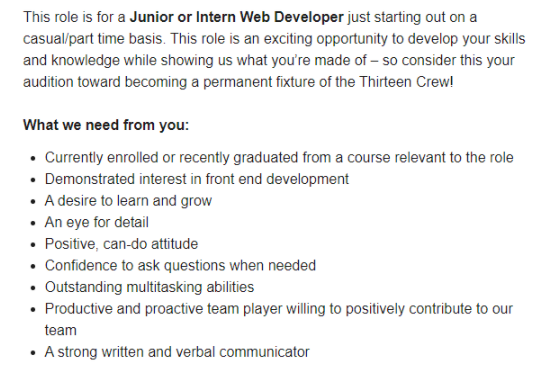 This role is for a Junior or Intern Web Developer just starting out on a
casual/part time basis. This role is an exciting opportunity to develop your skills
and knowledge while showing us what you're made of – so consider this your
audition toward becoming a permanent fixture of the Thirteen Crew!
What we need from you:
• Currently enrolled or recently graduated from a course relevant to the role
• Demonstrated interest in front end development
• A desire to learn and grow
• An eye for detail
• Positive, can-do attitude
• Confidence to ask questions when needed
• Outstanding multitasking abilities
• Productive and proactive team player willing to positively contribute to our
team
• A strong written and verbal communicator